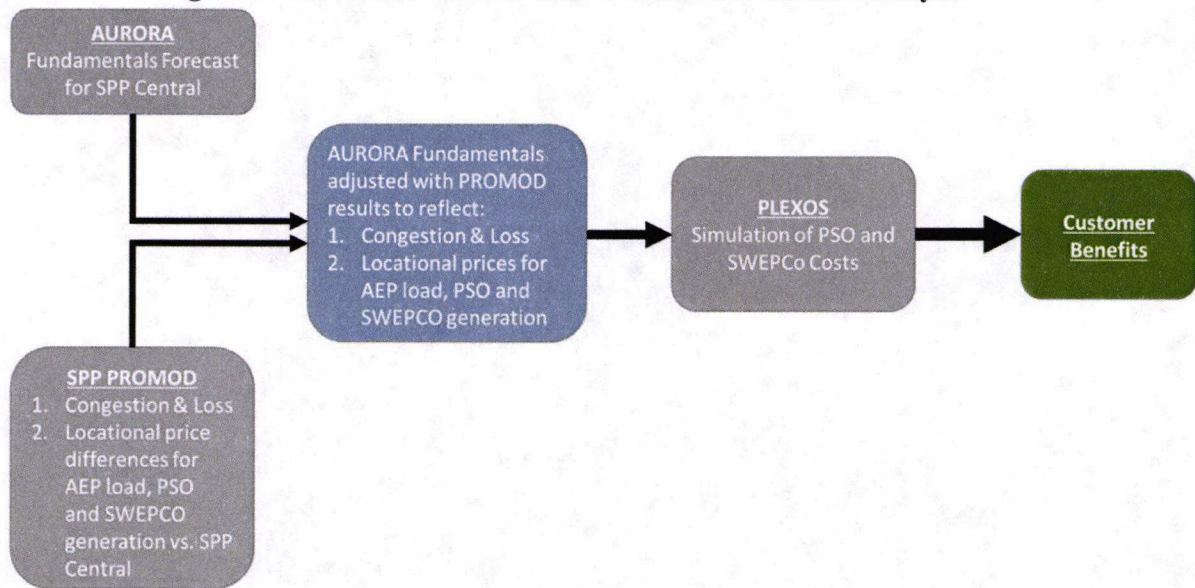 AURORA
Fundamentals Forecast
for SPP Central
AURORA Fundamentals
adjusted with PROMOD
results to reflect:
1. Congestion & Loss
2. Locational prices for
AEP load, PSO and
SWEPCO generation
PLEXOS
Simulation of PSO and
SWEPCo Costs
Customer
Benefits
SPP PROMOD
1. Congestion & Loss
2. Locational price
differences for
AEP load, PSO
and SWEPCO
generation vs. SPP
Central